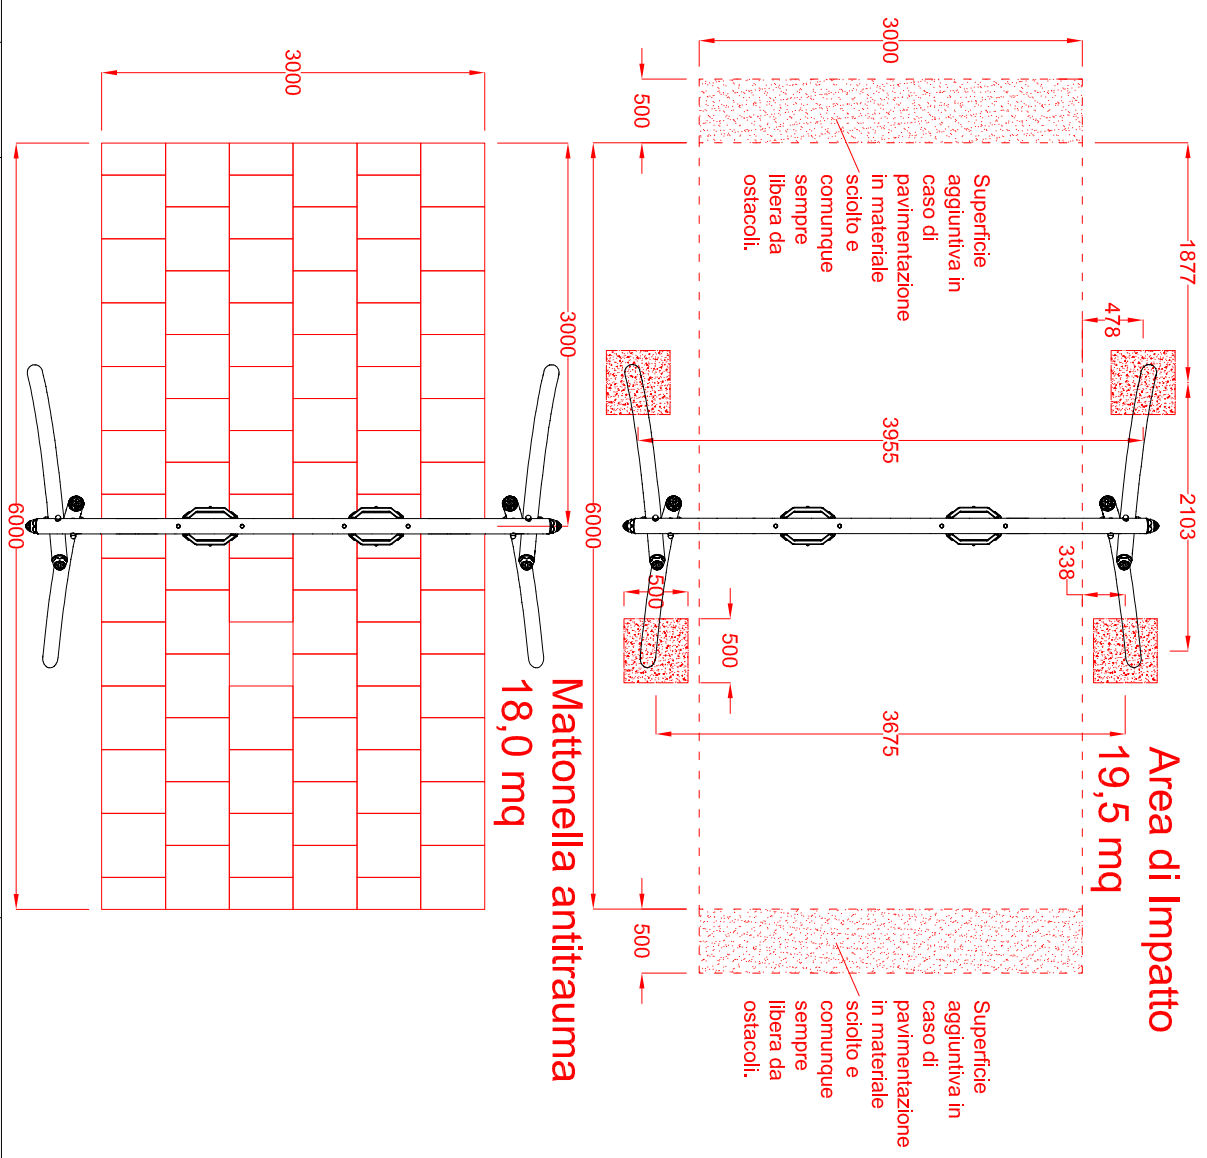 Area di Impatto
19,5 mq
3000
500
Superficie
aggiuntiva in
caso di
pavimentazione
in materiale
sciolto e
comunque
sempre
libera da
ostacoli.
1877
478
3955
2103
338
500
500
3675
6000
500
Superficie
aggiuntiva in
caso di
pavimentazione
in materiale
sciolto e
comunque
sempre
libera da
ostacoli.
Mattonella antitrauma
18,0 mq
3000
3000
6000